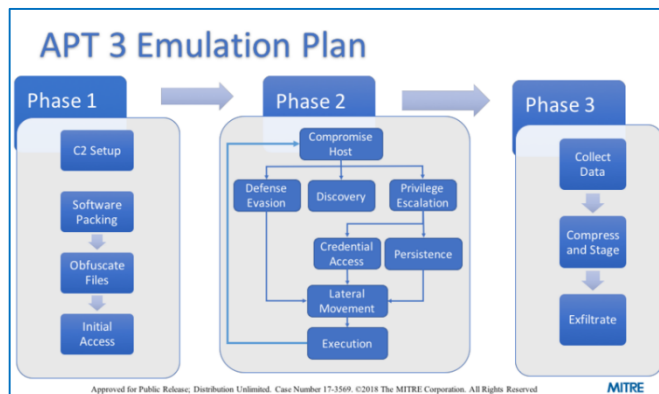 APT 3 Emulation Plan
Phase 1
C2 Setup
Software
Packing
Obfuscate
Files
Initial
Access
Phase 2
Compromise
Host
Defense
Evasion
Discovery
Privilege
Escalation
Credential
Access
Persistence
Lateral
Movement
Execution
Phase 3
Collect
Data
Compress
and Stage
Exfiltrate
Approved for Public Release; Distribution Unlimited. Case Number 17-3569. ©2018 The MITRE Corporation. All Rights Reserved
MITRE